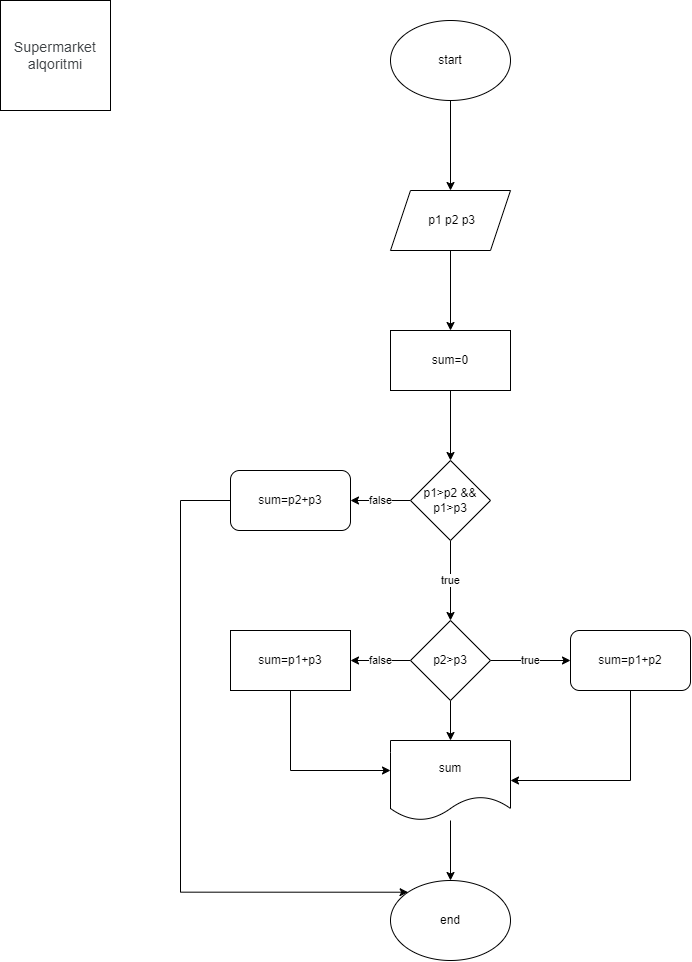 Supermarket
alqoritmi
start
p1 p2 p3
sum=0
p1>p2 &&
p1>p3
false
sum=p2+p3
true
p2>p3
false
sum=p1+p3
true
sum=p1+p2
sum
end